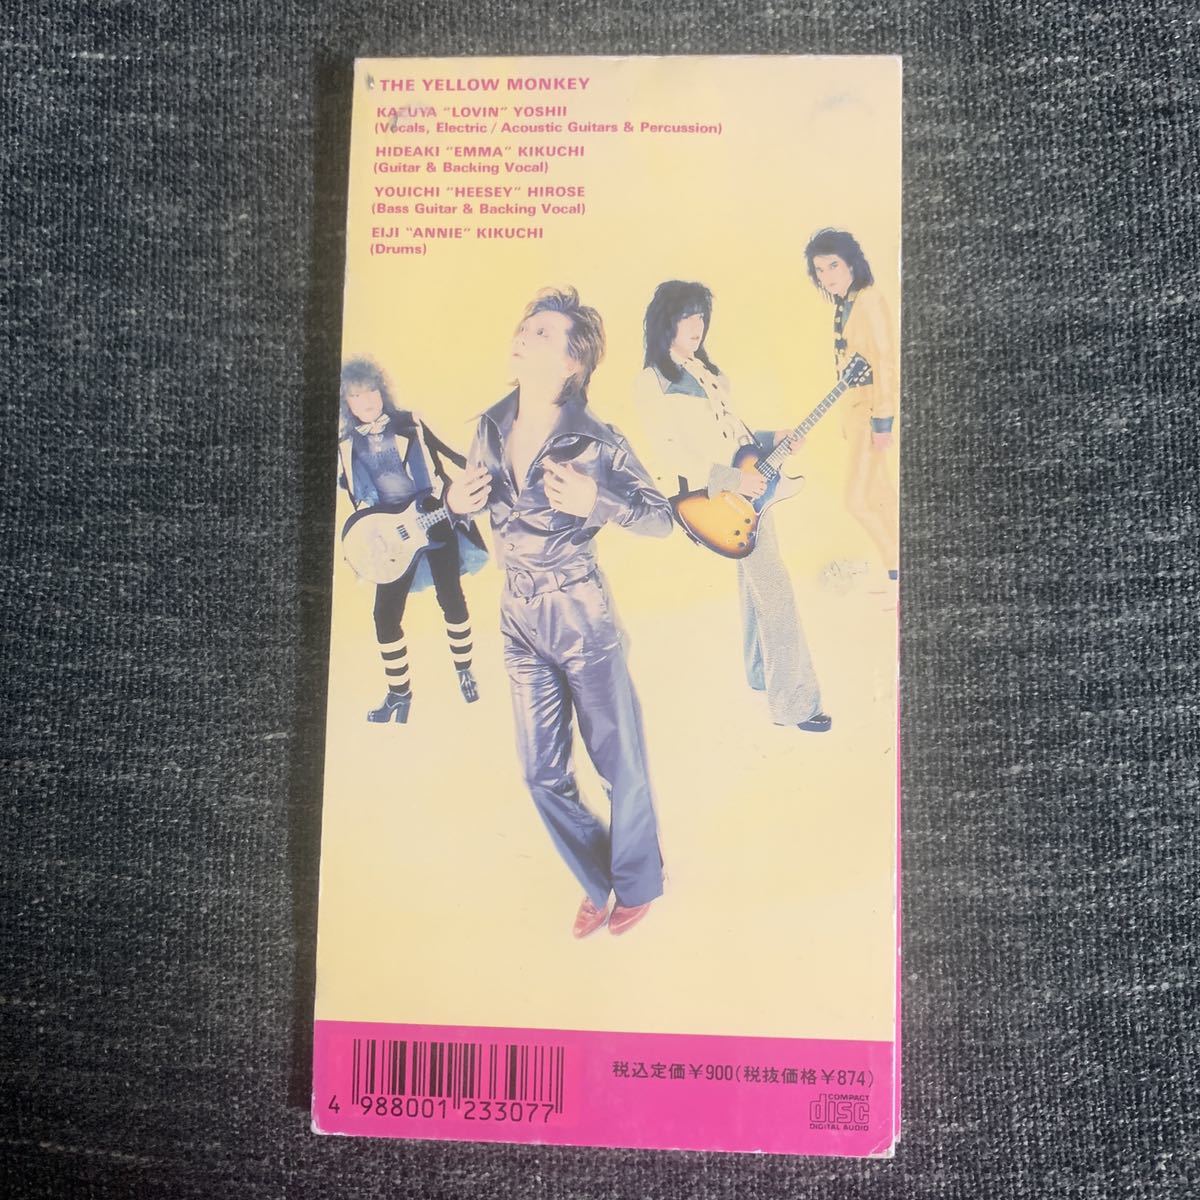 THE YELLOW MONKEY
KAZUYA "LOVIN" YOSHII
(Vocals, Electric / Acoustic Guitars & Percussion)
HIDEAKI "EMMA" KIKUCHI
(Guitar & Backing Vocal)
YOUICHI "HEESEY" HIROSE
(Bass Guitar & Backing Vocal)
EIJI "ANNIE" KIKUCHI
(Drums)
税込定価¥900(税抜価格¥874)
4 988001 233077
COMPACT
disc
DIGITAL AUDIO